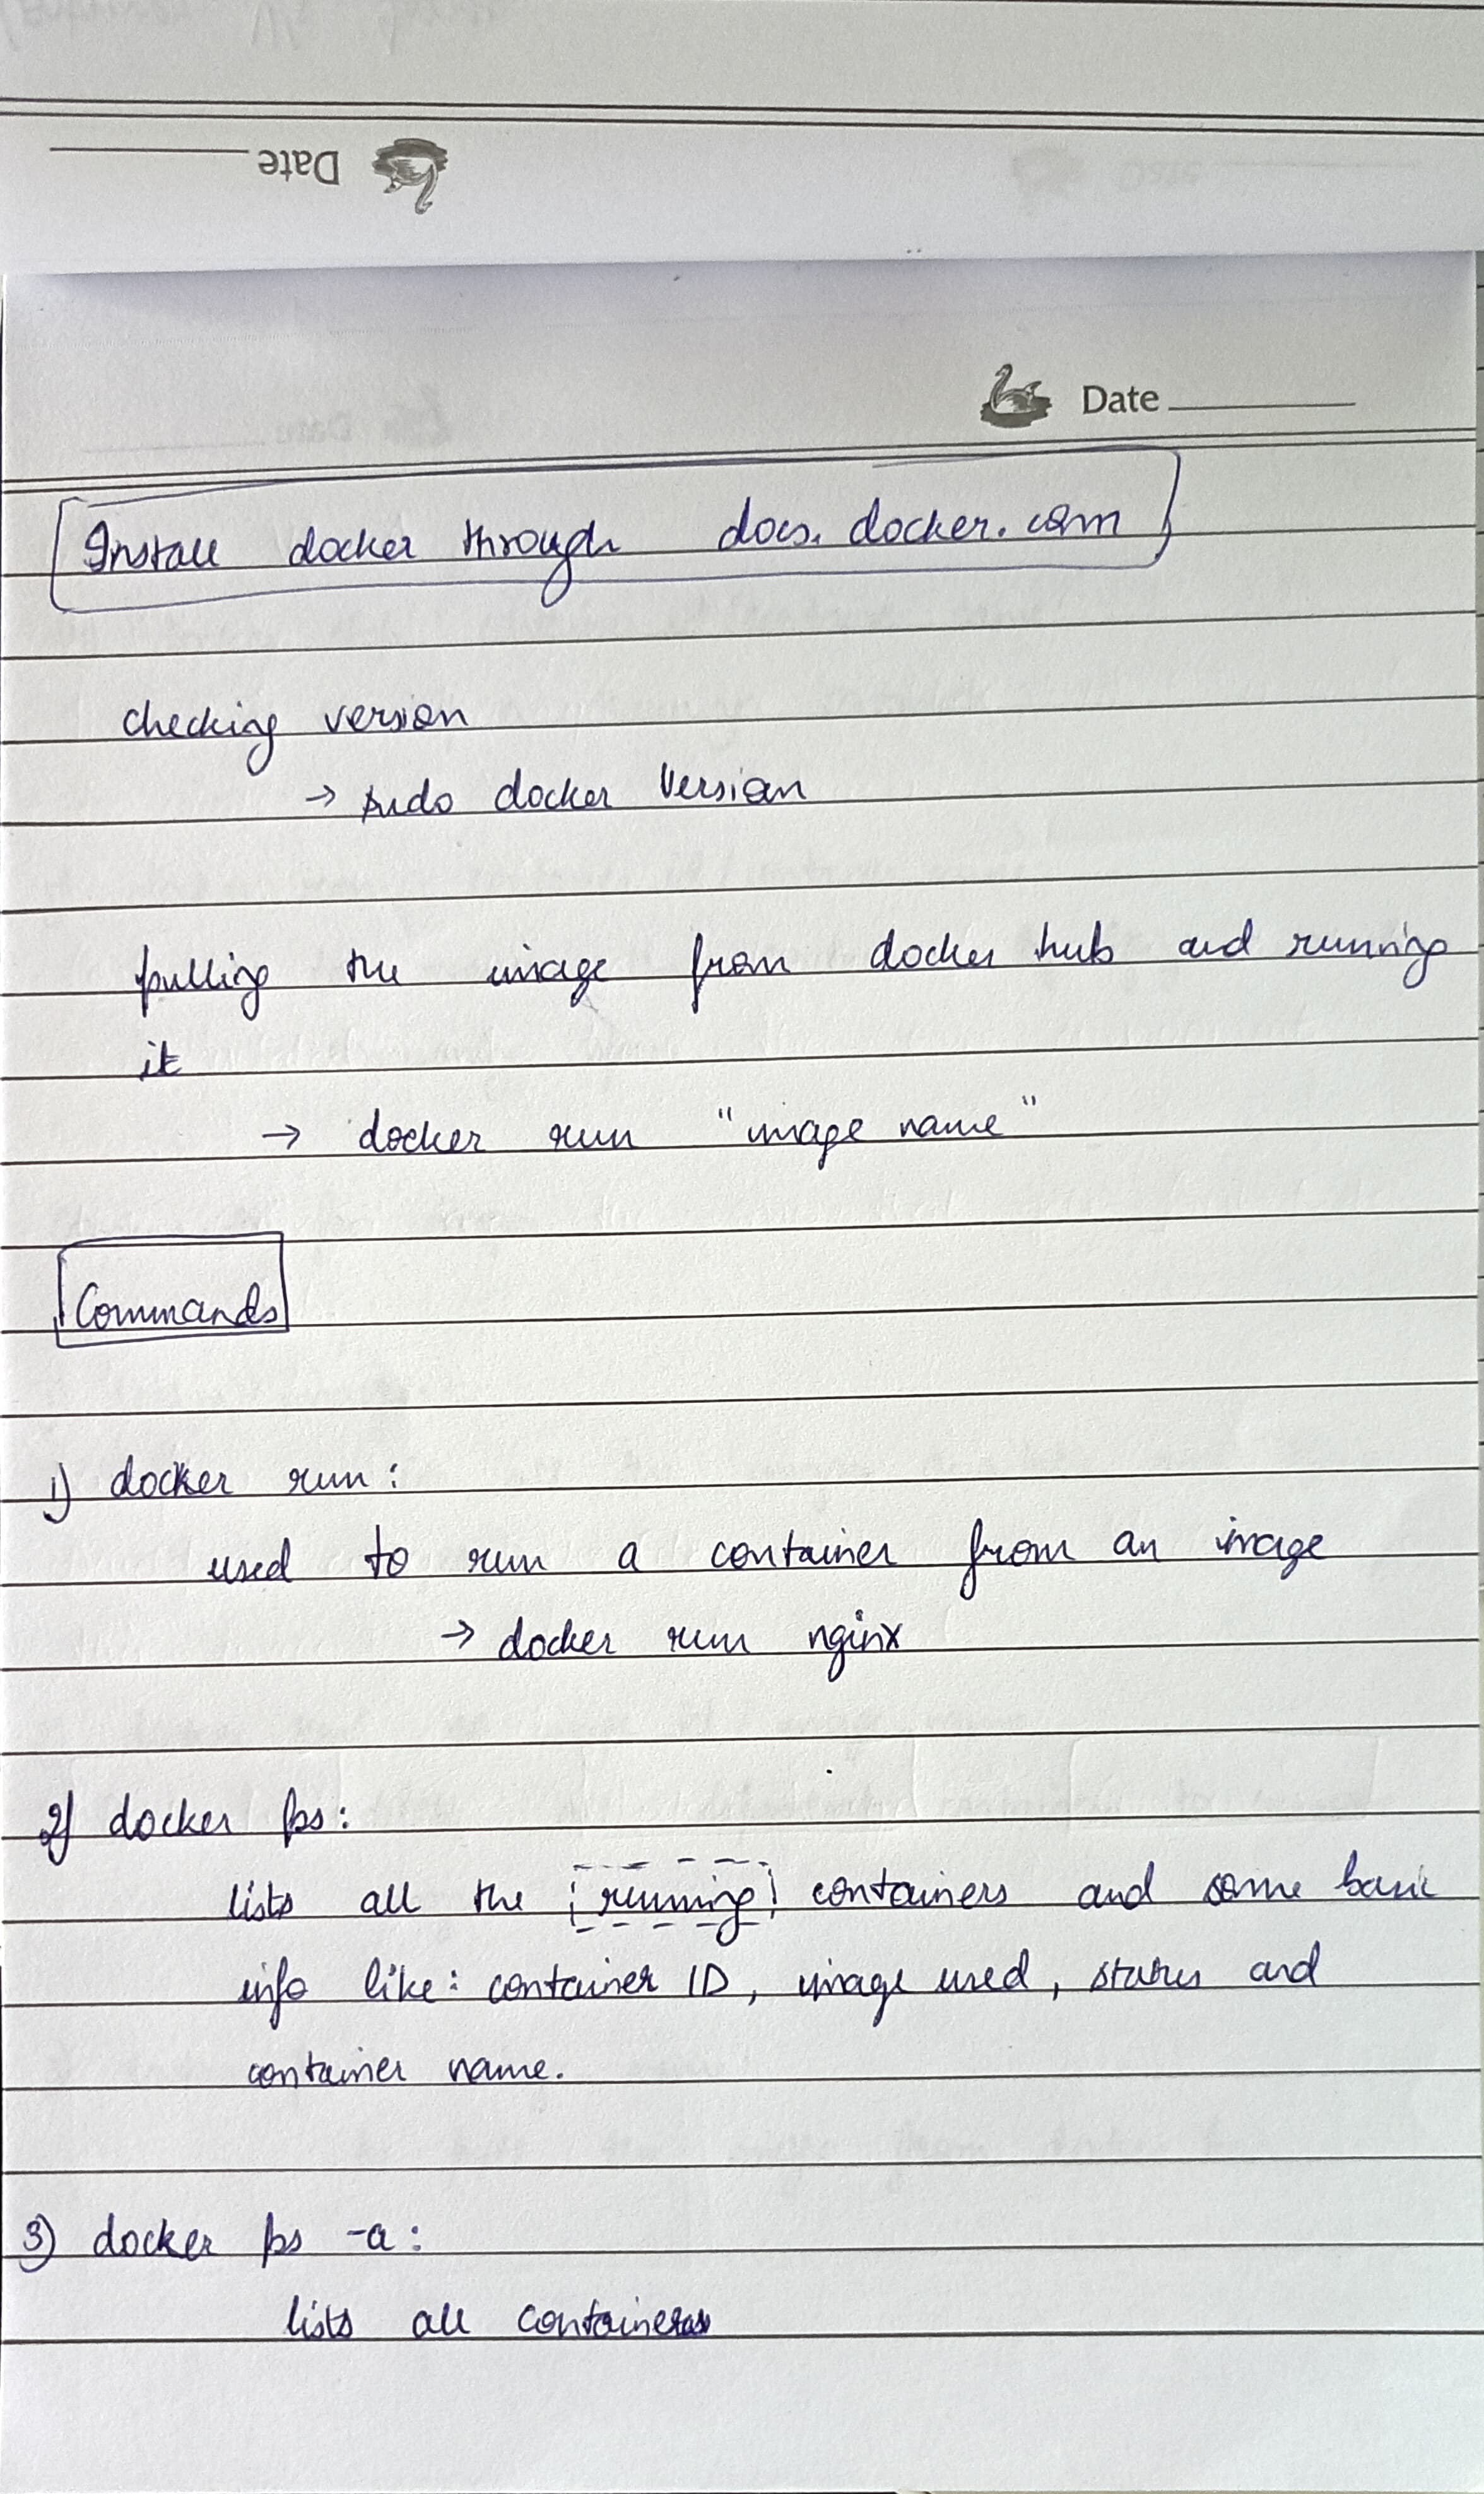 Date
Date
Install docker through docs.docker.com
checking version
→ sudo docker version
pulling the image from docker hub and running
it
→ docker run "image name"
Commands
1) docker run:
used to run a container from an image
→ docker run nginx
2) docker ps:
lists all the running containers and some basic
info like: container ID, image used, status and
container name.
3) docker ps -a:
lists all containers